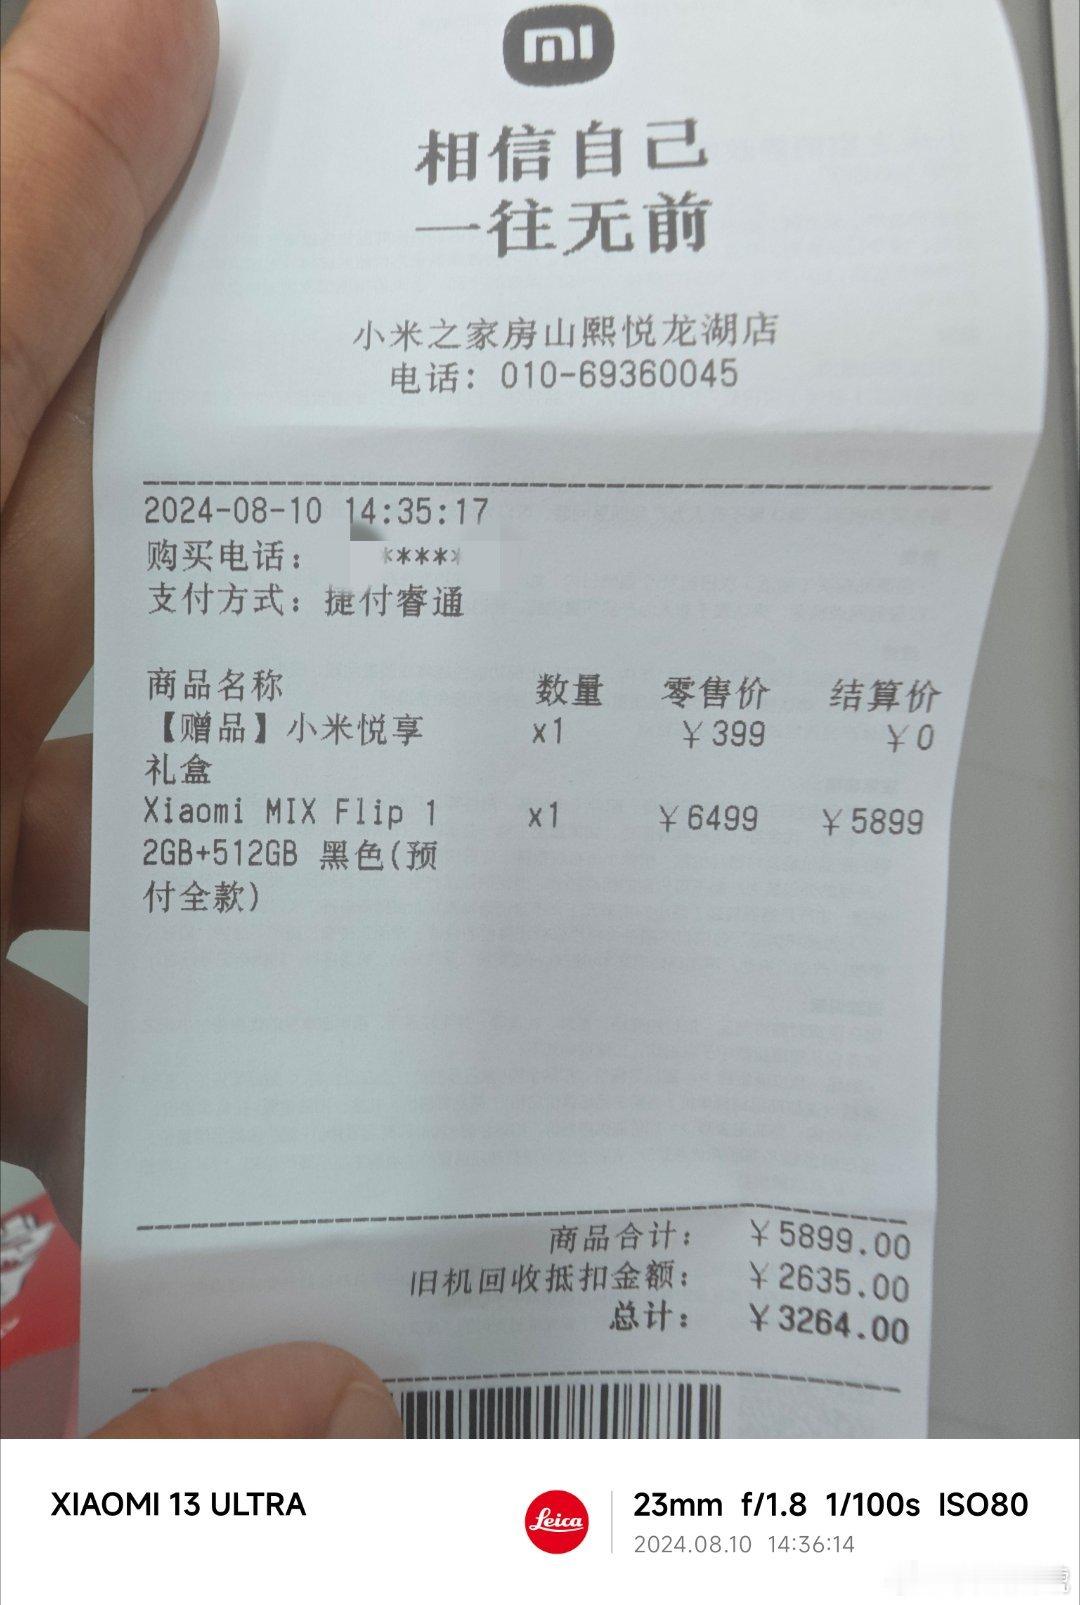 mi
相信自己
一往无前
小米之家房山熙悦龙湖店
电话: 010-69360045
2024-08-10 14:35:17
购买电话: ****
支付方式: 捷付睿通
商品名称 数量 零售价 结算价
【赠品】小米悦享 x1 ￥399 ￥0
礼盒
Xiaomi MIX Flip 1 x1 ￥6499 ￥5899
2GB+512GB 黑色(预
付全款)
商品合计: ￥5899.00
旧机回收抵扣金额: ￥2635.00
总计: ￥3264.00
XIAOMI 13 ULTRA
Leica
23mm f/1.8 1/100s ISO80
2024.08.10 14:36:14